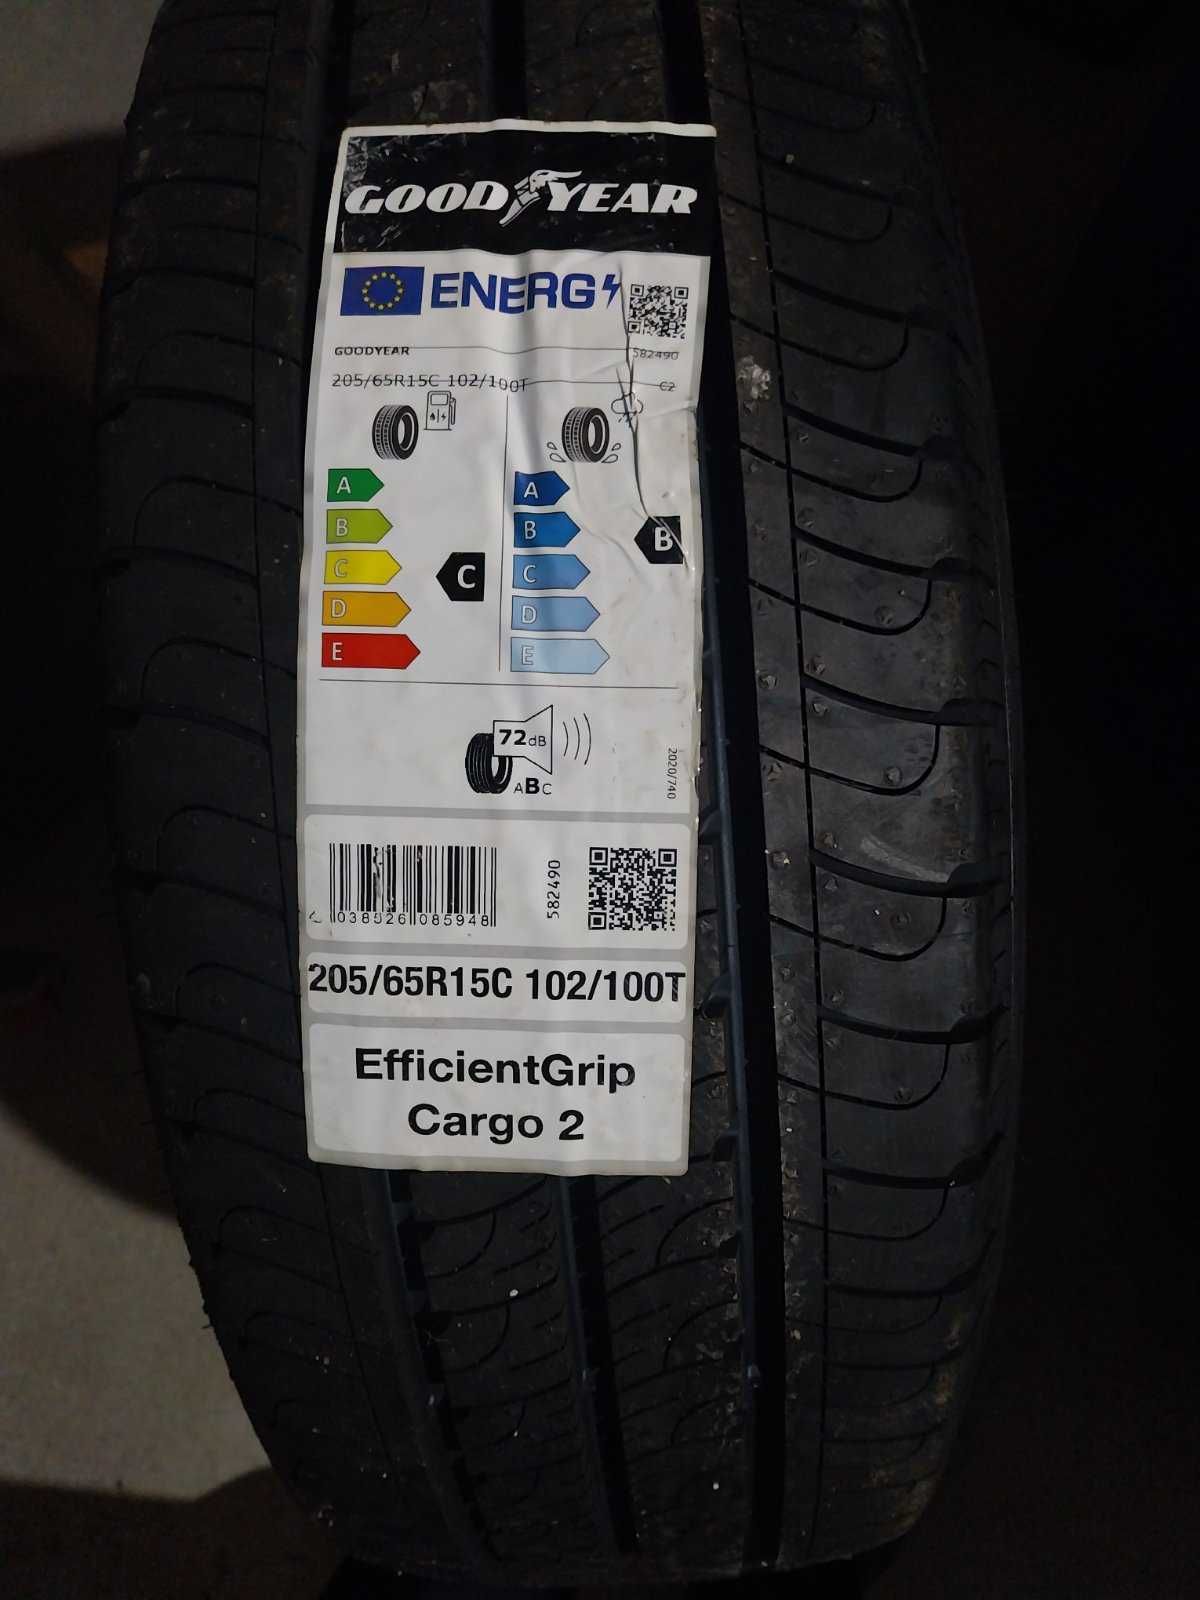 GOODYEAR
ENERG
GOODYEAR 582490
205/65R15C 102/100T C2
A A
B B B
C C C
D D
E E
72dB
ABC
2020/740
038526 085948
582490
205/65R15C 102/100T
EfficientGrip
Cargo 2